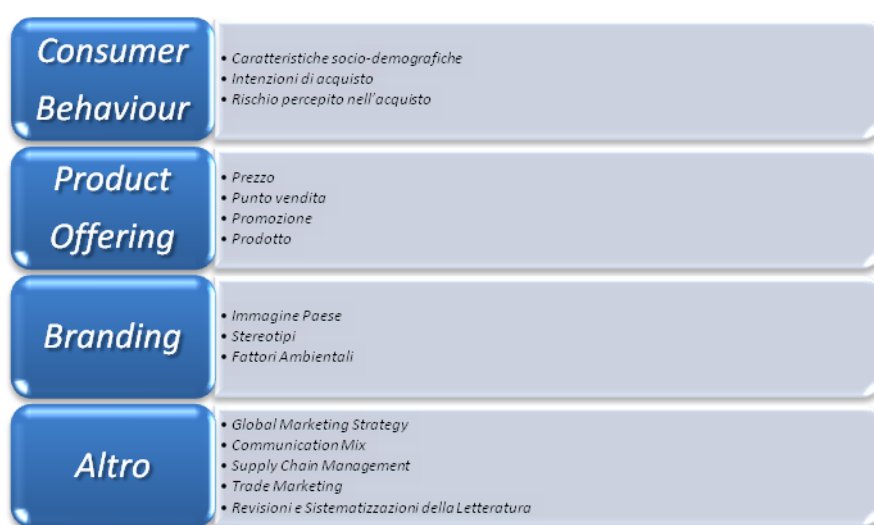 Consumer
Behaviour
• Caratteristiche socio-demografiche
• Intenzioni di acquisto
• Rischio percepito nell'acquisto
Product
Offering
• Prezzo
• Punto vendita
• Promozione
• Prodotto
Branding
• Immagine Paese
• Stereotipi
• Fattori Ambientali
Altro
• Global Marketing Strategy
• Communication Mix
• Supply Chain Management
• Trade Marketing
• Revisioni e Sistematizzazioni della Letteratura